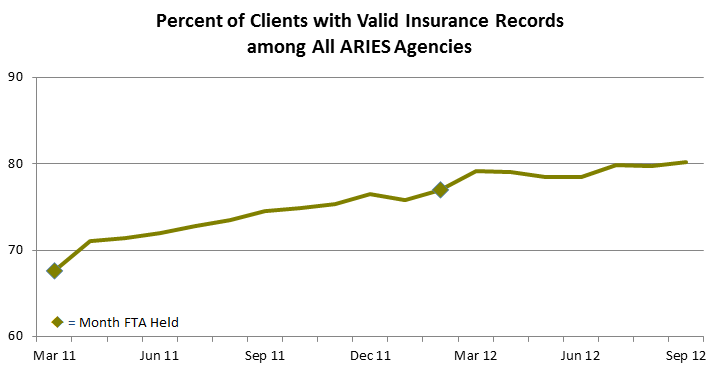 Percent of Clients with Valid Insurance Records
among All ARIES Agencies
90
80
70
60
= Month FTA Held
Mar 11 Jun 11 Sep 11 Dec 11 Mar 12 Jun 12 Sep 12